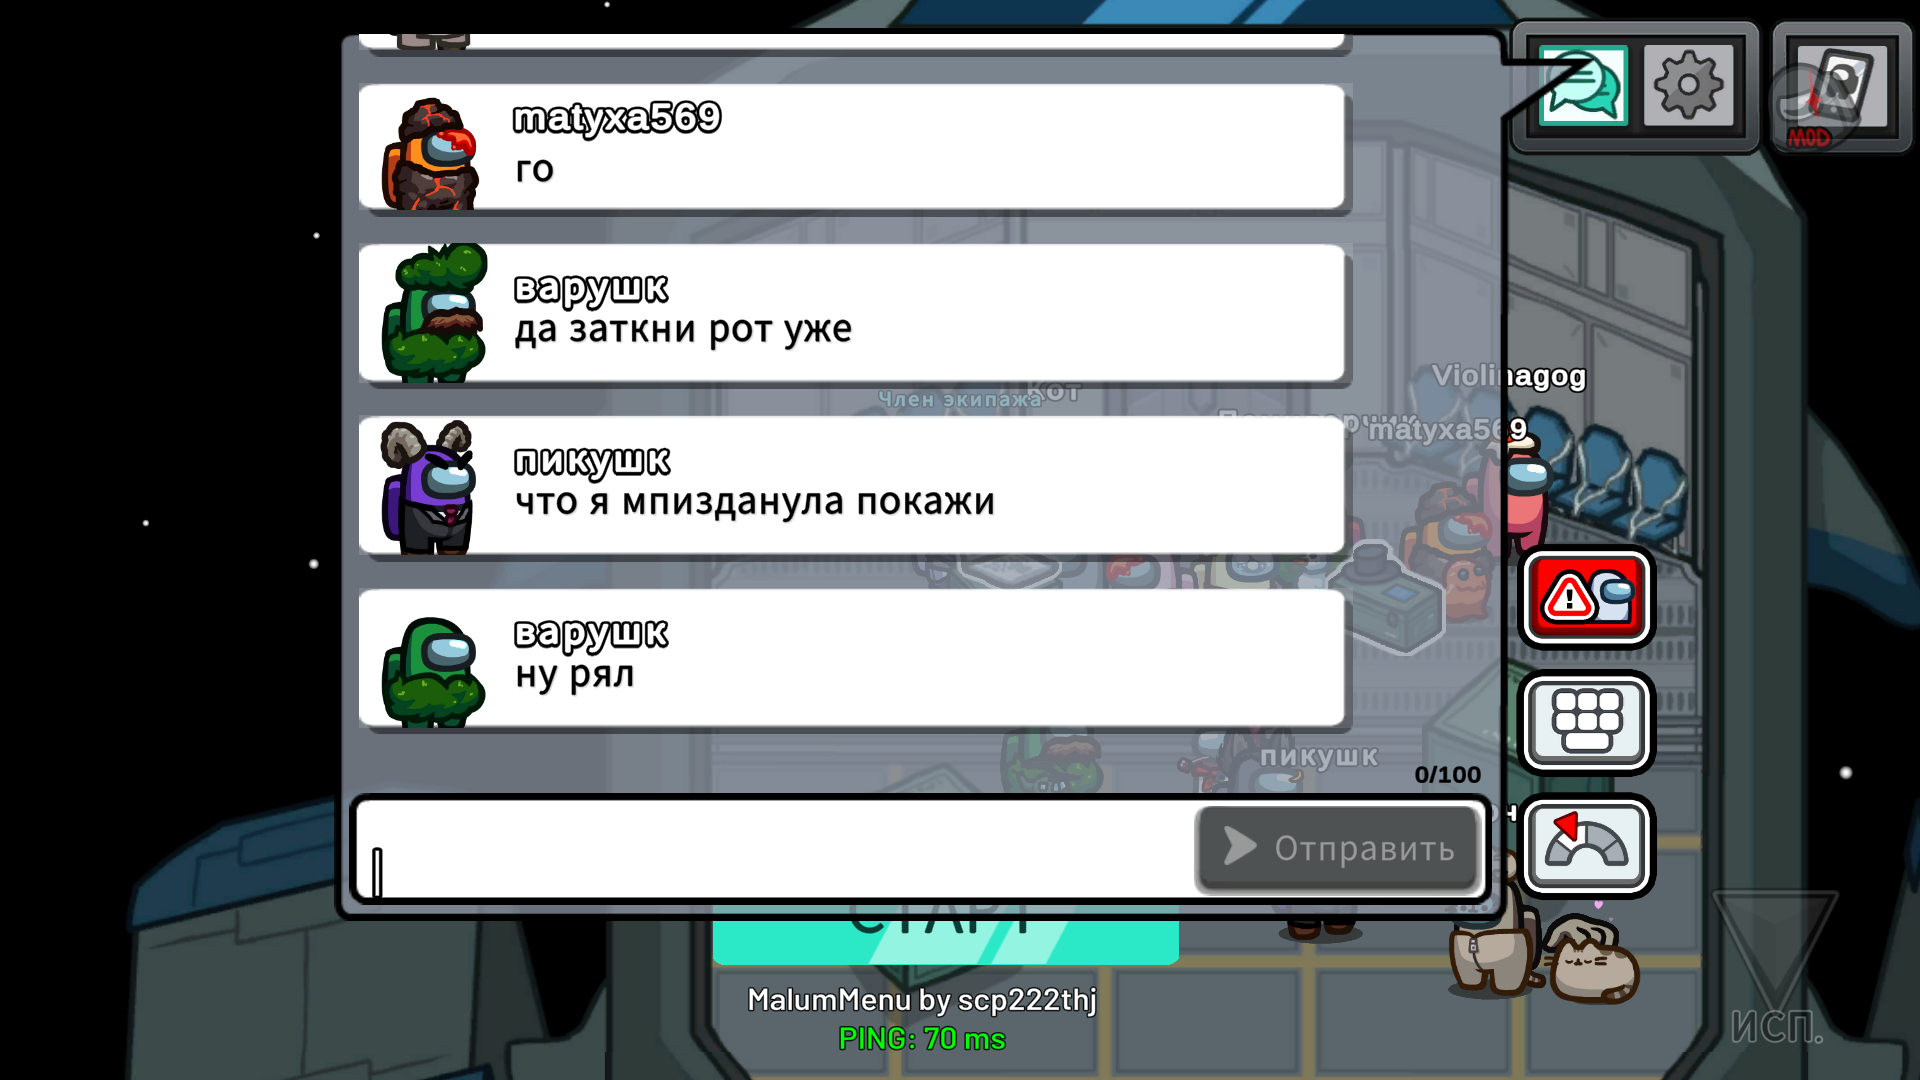 matyxa569
го
варушк
да заткни рот уже
пикушк
что я мпизданула покажи
варушк
ну рял
MOD
Violinagog
matyxa569
Член экипажа
Кот
пикушк
0/100
Отправить
СТАРТ
MalumMenu by scp222thj
PING: 70 ms
ИСП.